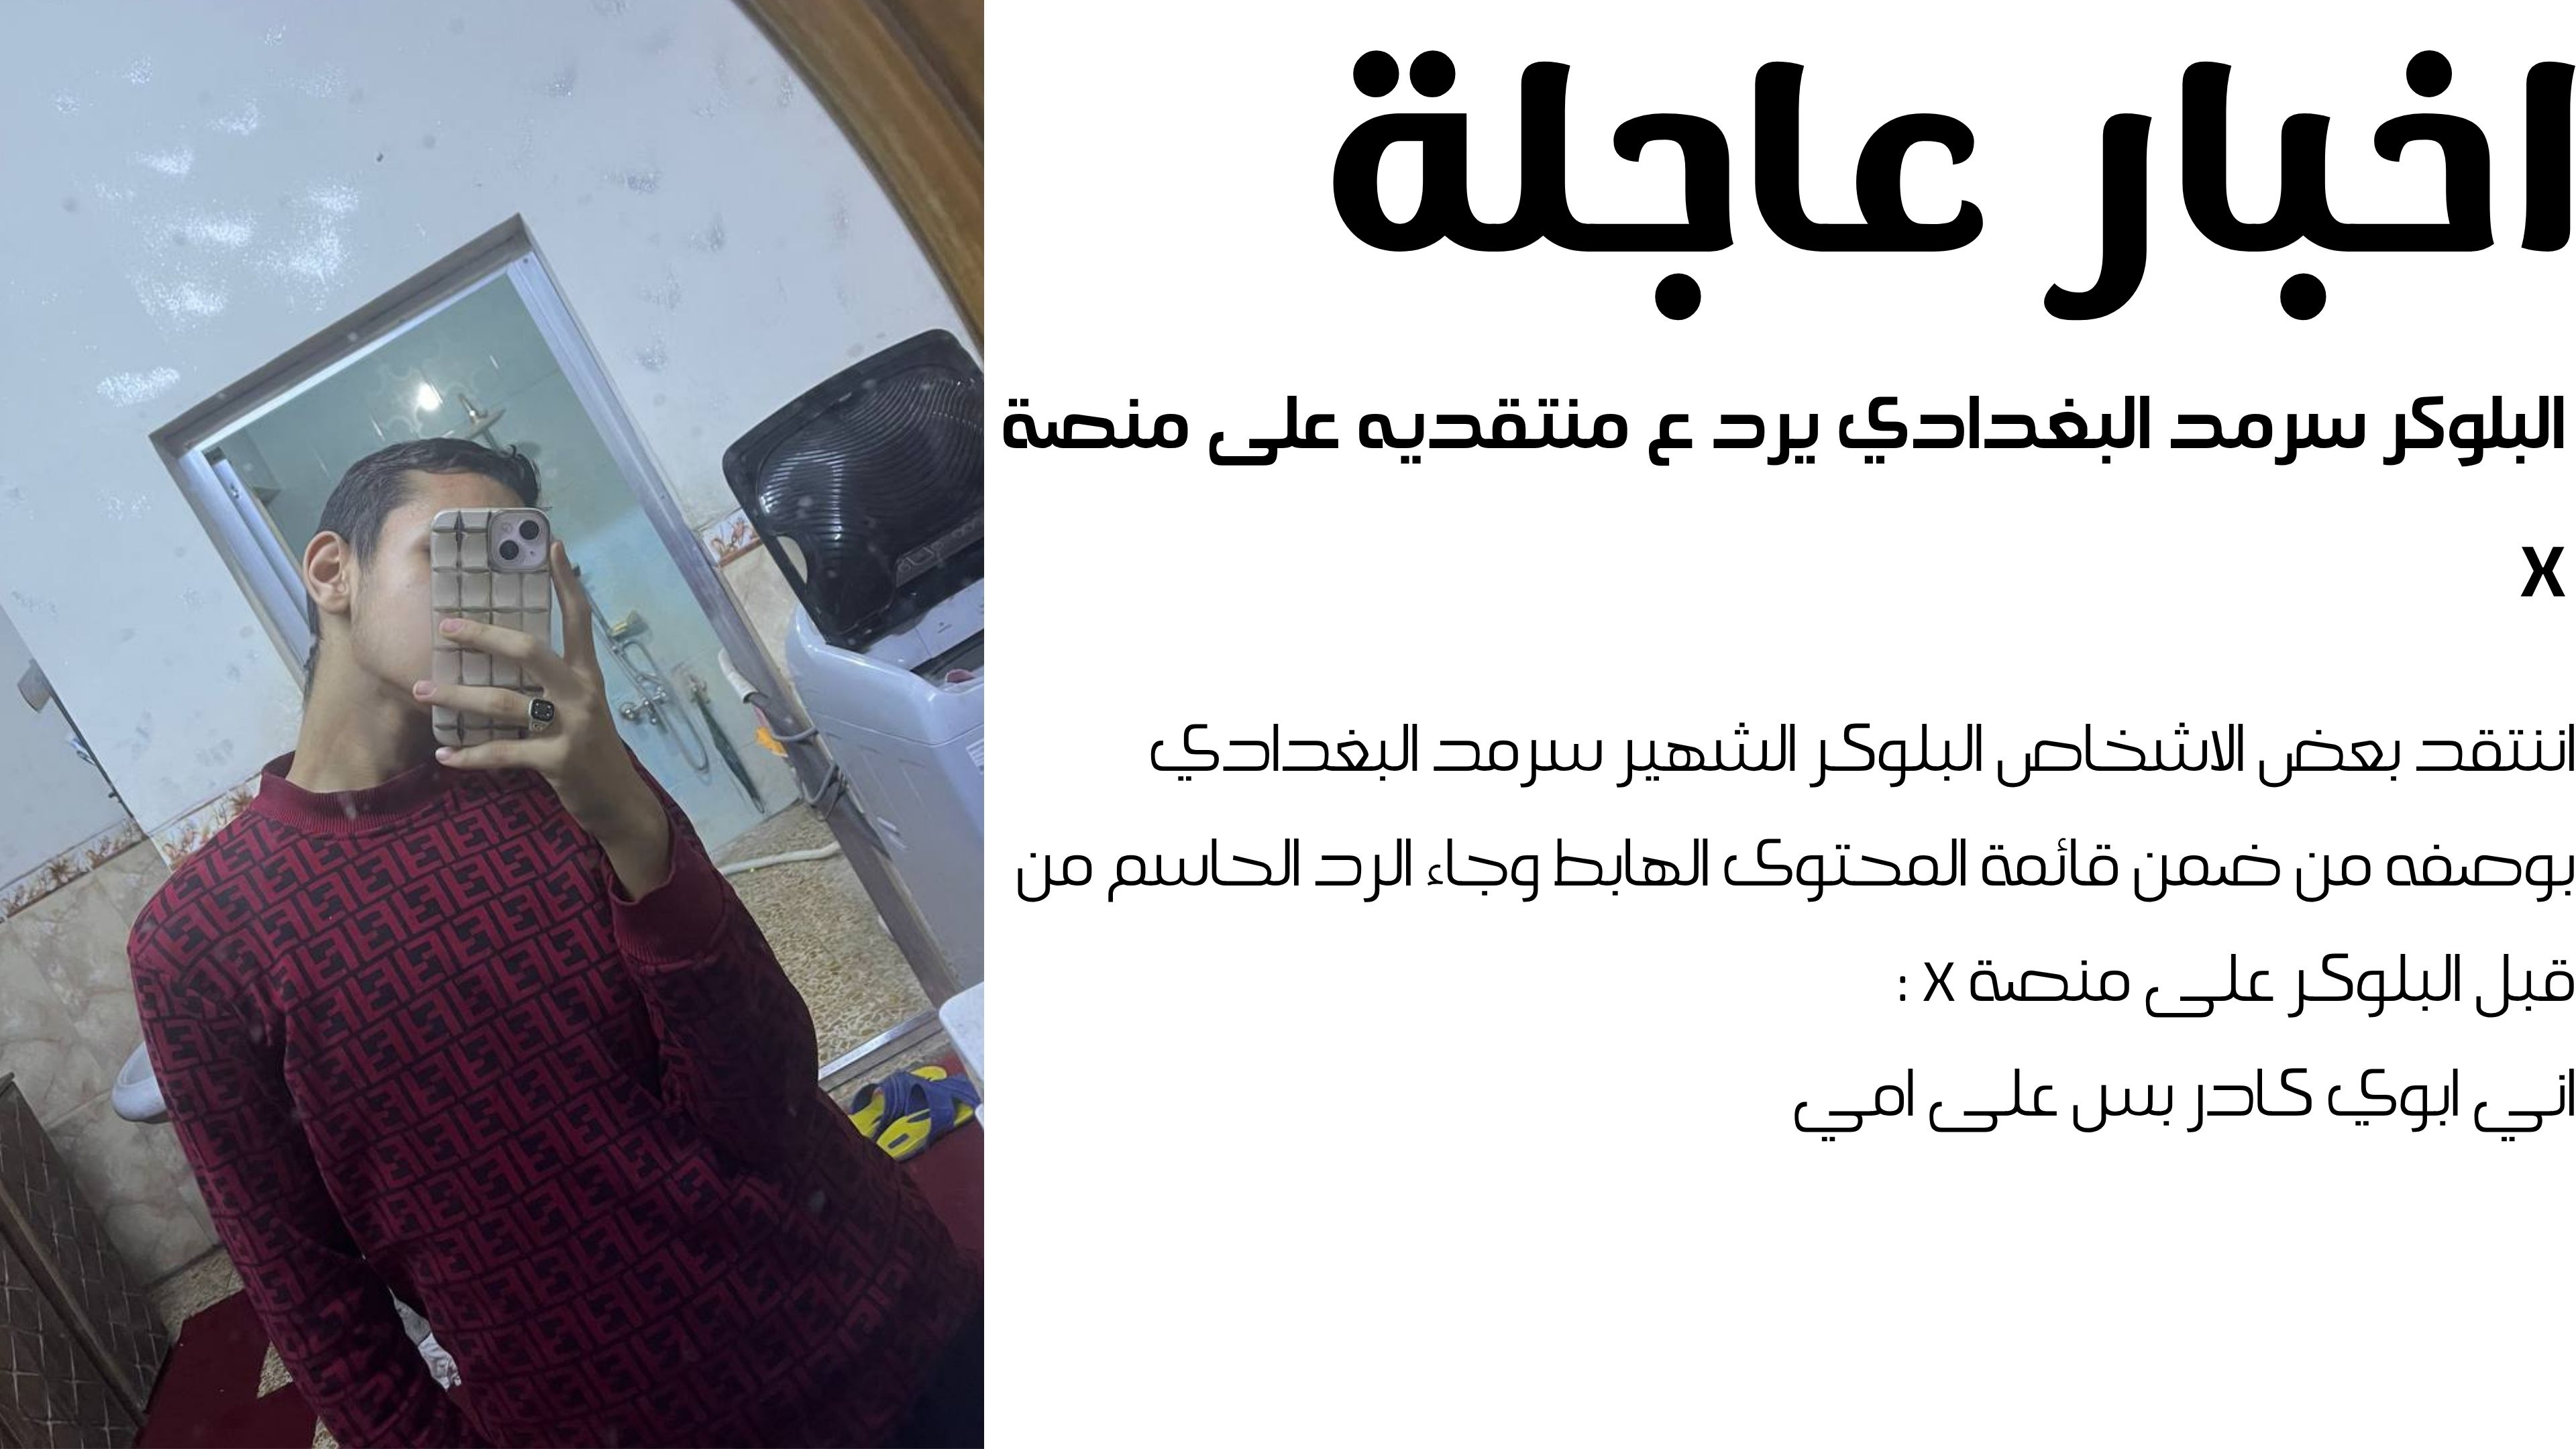 اخبار عاجلة
البلوكر سرمد البغدادي يرد ع منتقديه على منصة
X
اننتقد بعض الاشخاص البلوكر الشهير سرمد البغدادي
بوصفه من ضمن قائمة المحتوى الهابط وجاء الرد الحاسم من
قبل البلوكر على منصة X :
اني ابوي كادر بس على امي